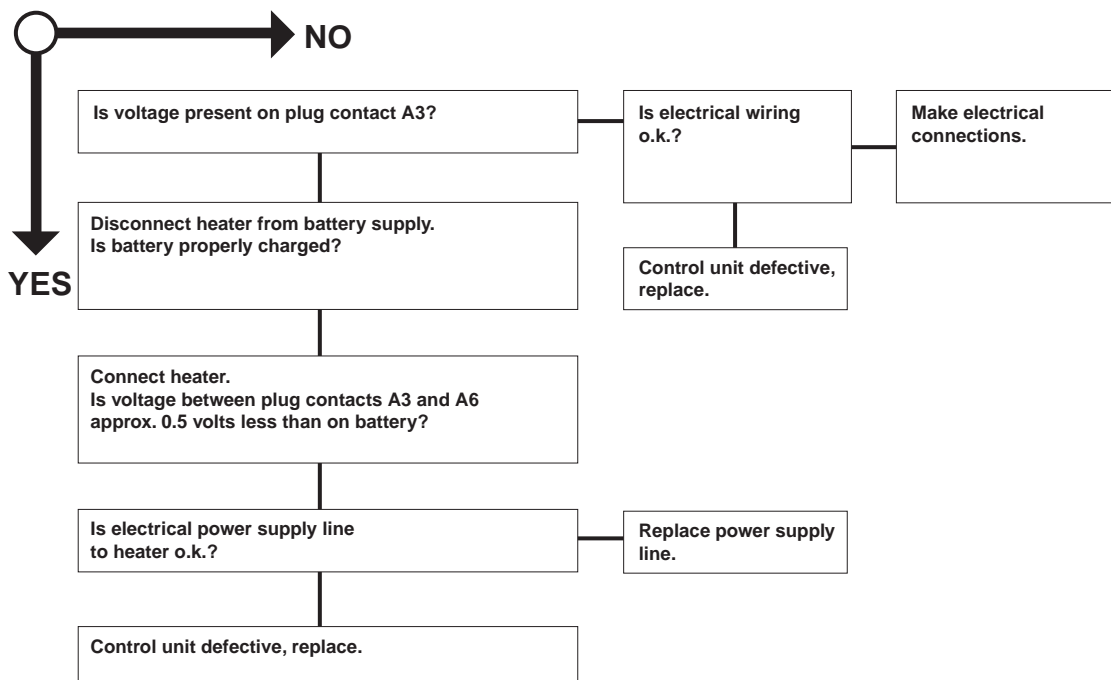 NO
YES
Is voltage present on plug contact A3?
Is electrical wiring
o.k.?
Make electrical
connections.
Disconnect heater from battery supply.
Is battery properly charged?
Control unit defective,
replace.
Connect heater.
Is voltage between plug contacts A3 and A6
approx. 0.5 volts less than on battery?
Is electrical power supply line
to heater o.k.?
Replace power supply
line.
Control unit defective, replace.